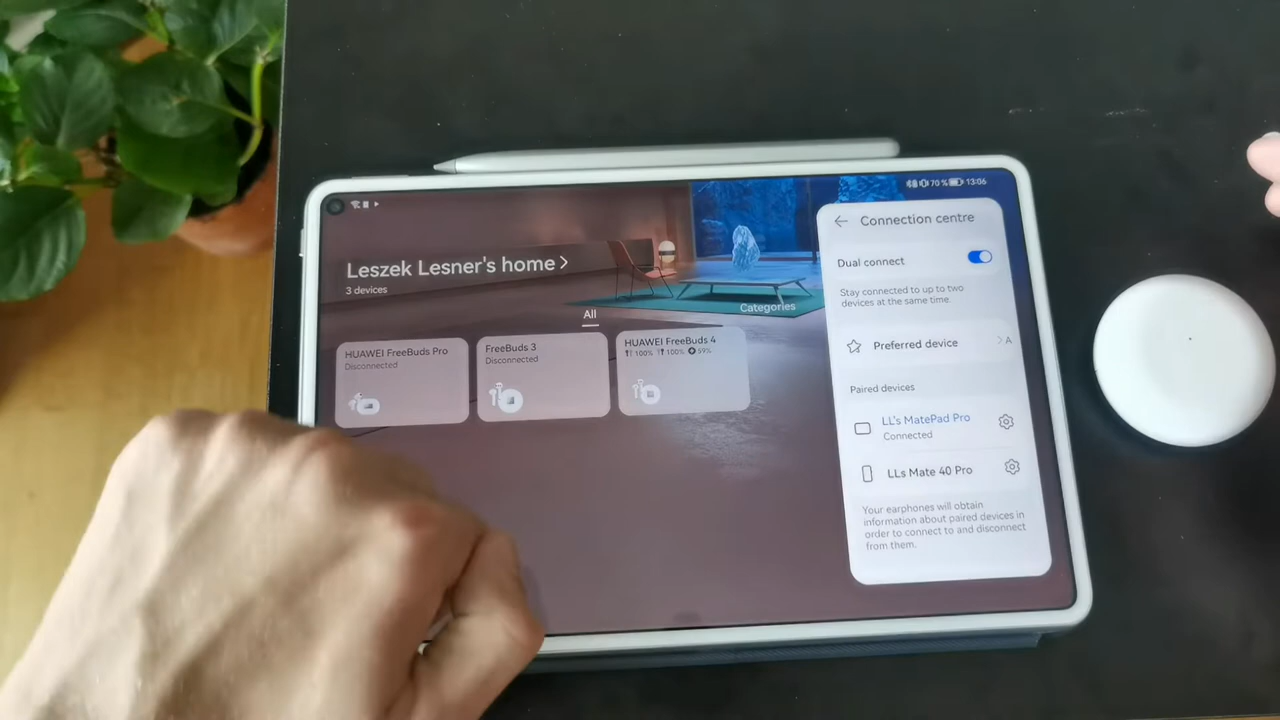 70 % 13:06
Leszek Lesner's home >
3 devices
All
Categories
HUAWEI FreeBuds Pro
Disconnected
FreeBuds 3
Disconnected
HUAWEI FreeBuds 4
100% 100% 59%
← Connection centre
Dual connect
Stay connected to up to two
devices at the same time.
Preferred device > A
Paired devices
LL's MatePad Pro
Connected
LLs Mate 40 Pro
Your earphones will obtain
information about paired devices in
order to connect to and disconnect
from them.